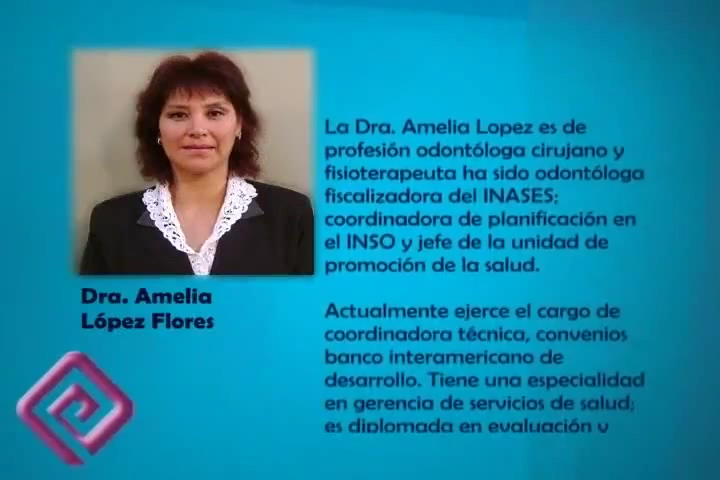 Dra. Amelia
López Flores
La Dra. Amelia Lopez es de
profesión odontóloga cirujano y
fisioterapeuta ha sido odontóloga
fiscalizadora del INASES;
coordinadora de planificación en
el INSO y jefe de la unidad de
promoción de la salud.
Actualmente ejerce el cargo de
coordinadora técnica, convenios
banco interamericano de
desarrollo. Tiene una especialidad
en gerencia de servicios de salud;
es diplomada en evaluación y